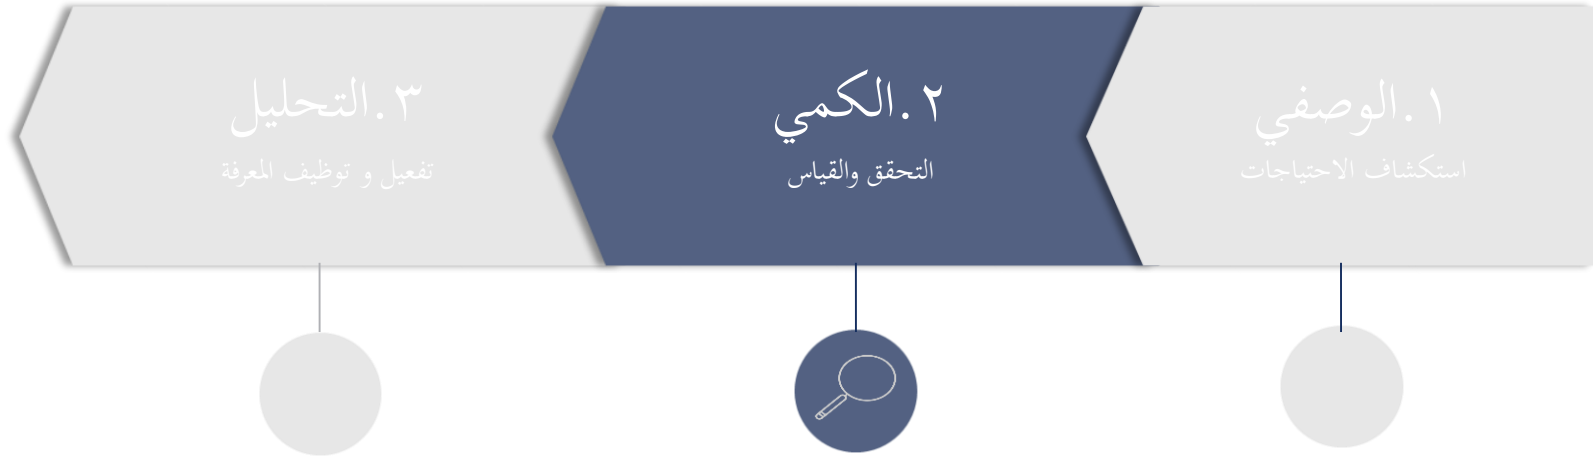 ١.الوصفي
استكشاف الاحتياجات
٢.الكمي
التحقق والقياس
٣.التحليل
تفعيل و توظيف المعرفة